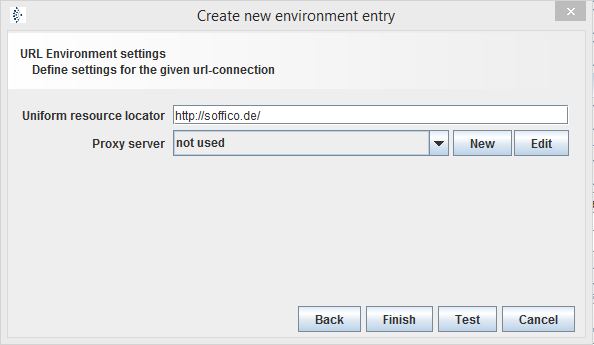 Create new environment entry
URL Environment settings
Define settings for the given url-connection
Uniform resource locator http://soffico.de/
Proxy server not used New Edit
Back Finish Test Cancel